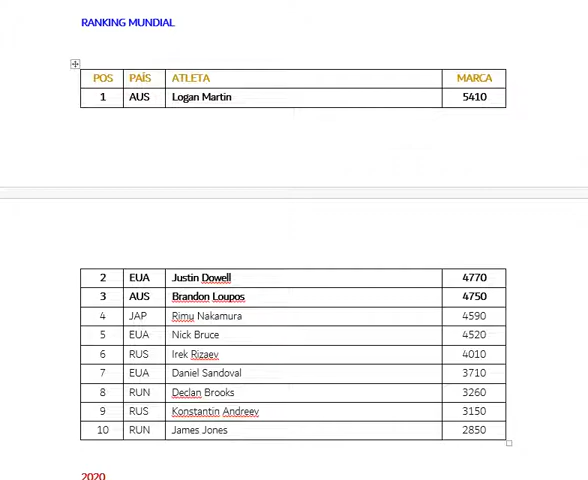 RANKING MUNDIAL
POS PAÍS ATLETA MARCA
1 AUS Logan Martin 5410
2 EUA Justin Dowell 4770
3 AUS Brandon Loupos 4750
4 JAP Rimu Nakamura 4590
5 EUA Nick Bruce 4520
6 RUS Irek Rizaev 4010
7 EUA Daniel Sandoval 3710
8 RUN Declan Brooks 3260
9 RUS Konstantin Andreev 3150
10 RUN James Jones 2850
2020